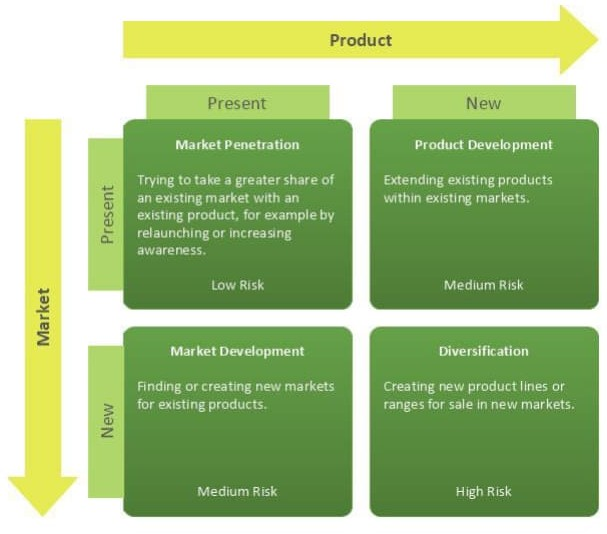 Product
Present
New
Market
Present
Market Penetration
Trying to take a greater share of
an existing market with an
existing product, for example by
relaunching or increasing
awareness.
Low Risk
Product Development
Extending existing products
within existing markets.
Medium Risk
New
Market Development
Finding or creating new markets
for existing products.
Medium Risk
Diversification
Creating new product lines or
ranges for sale in new markets.
High Risk